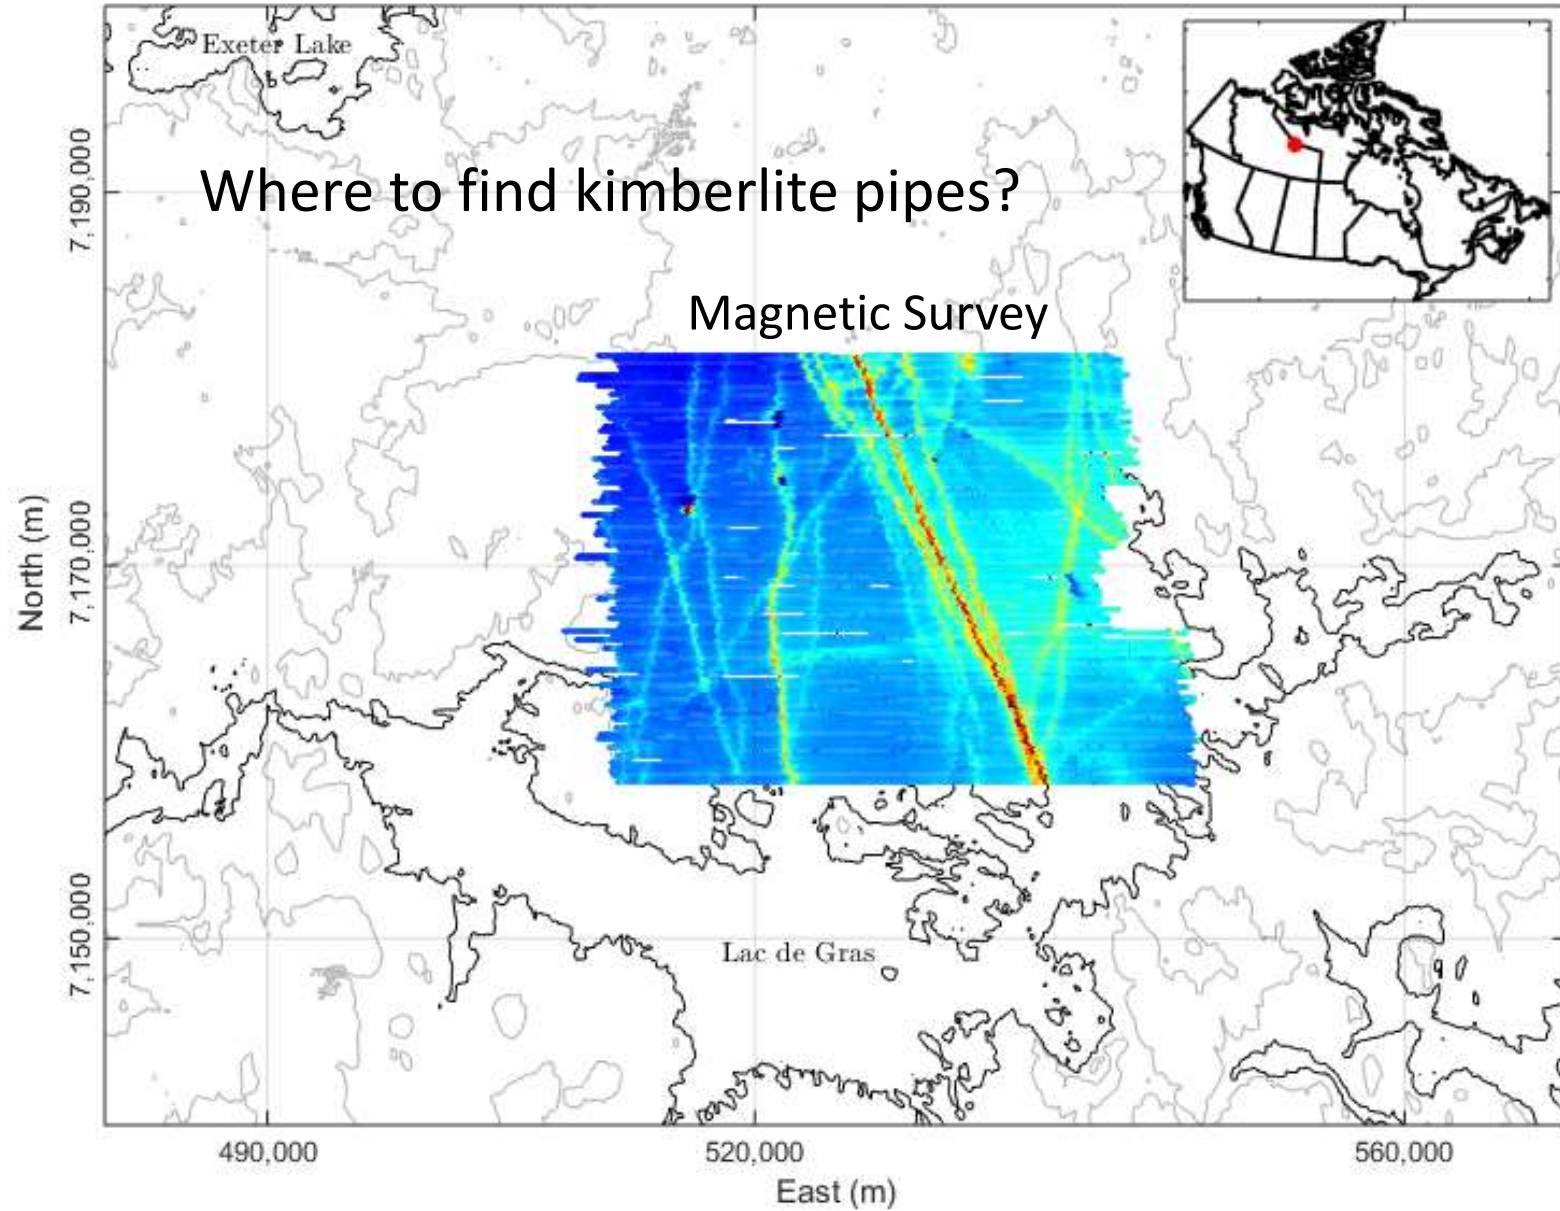 Exeter Lake
Where to find kimberlite pipes?
Magnetic Survey
Lac de Gras
7,190,000
7,170,000
7,150,000
North (m)
490,000
520,000
560,000
East (m)